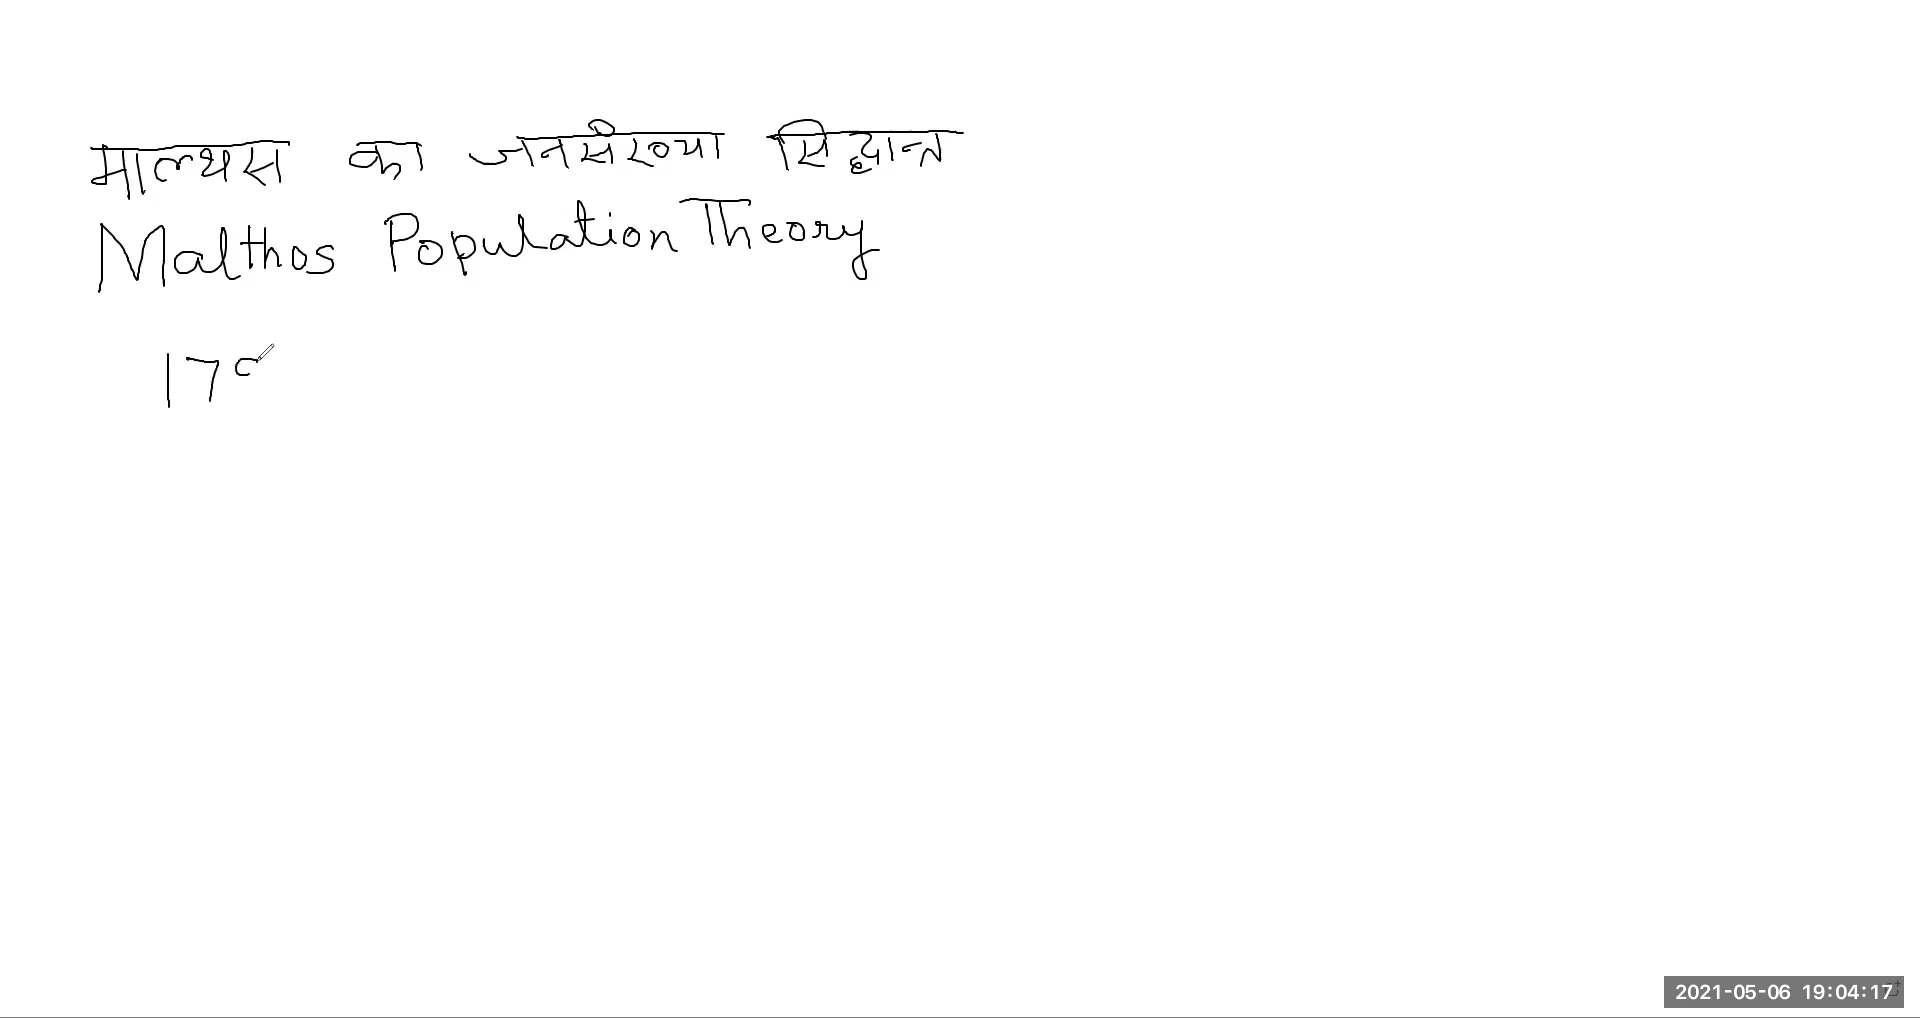 माल्थस का जनसंख्या सिद्धान्त
Malthos Population Theory
17
2021-05-06 19:04:17